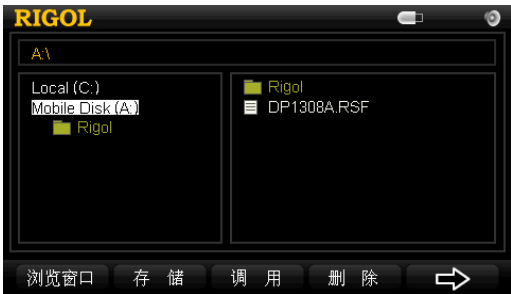 RIGOL
A:\
Local (C:)
Mobile Disk (A:)
Rigol
Rigol
DP1308A.RSF
浏览窗口 存 储 调 用 删 除